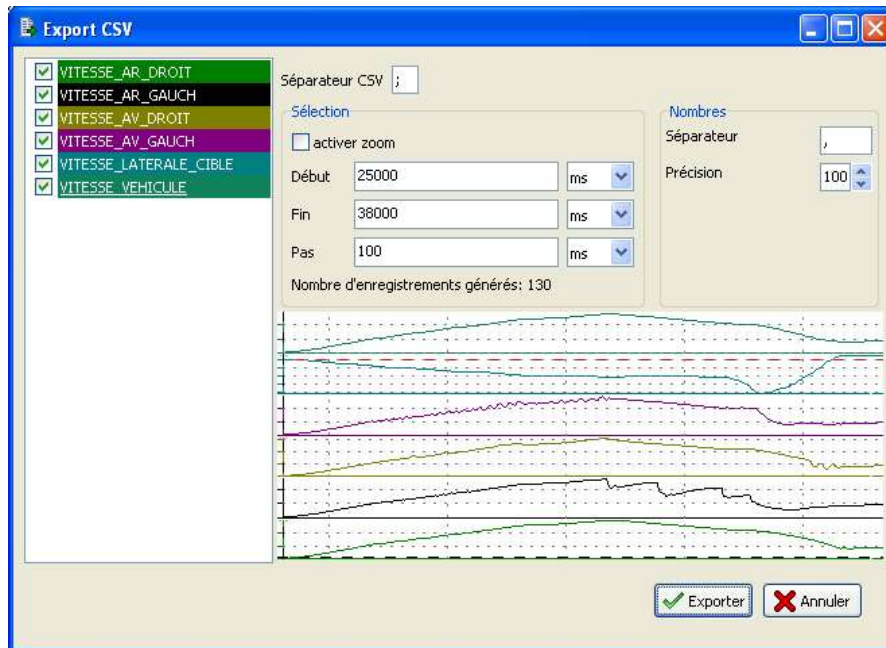 Export CSV
VITESSE_AR_DROIT
VITESSE_AR_GAUCH
VITESSE_AV_DROIT
VITESSE_AV_GAUCH
VITESSE_LATERALE_CIBLE
VITESSE_VEHICULE
Séparateur CSV ;
Sélection
activer zoom
Début 25000 ms
Fin 38000 ms
Pas 100 ms
Nombre d'enregistrements générés: 130
Nombres
Séparateur ,
Précision 100
Exporter Annuler